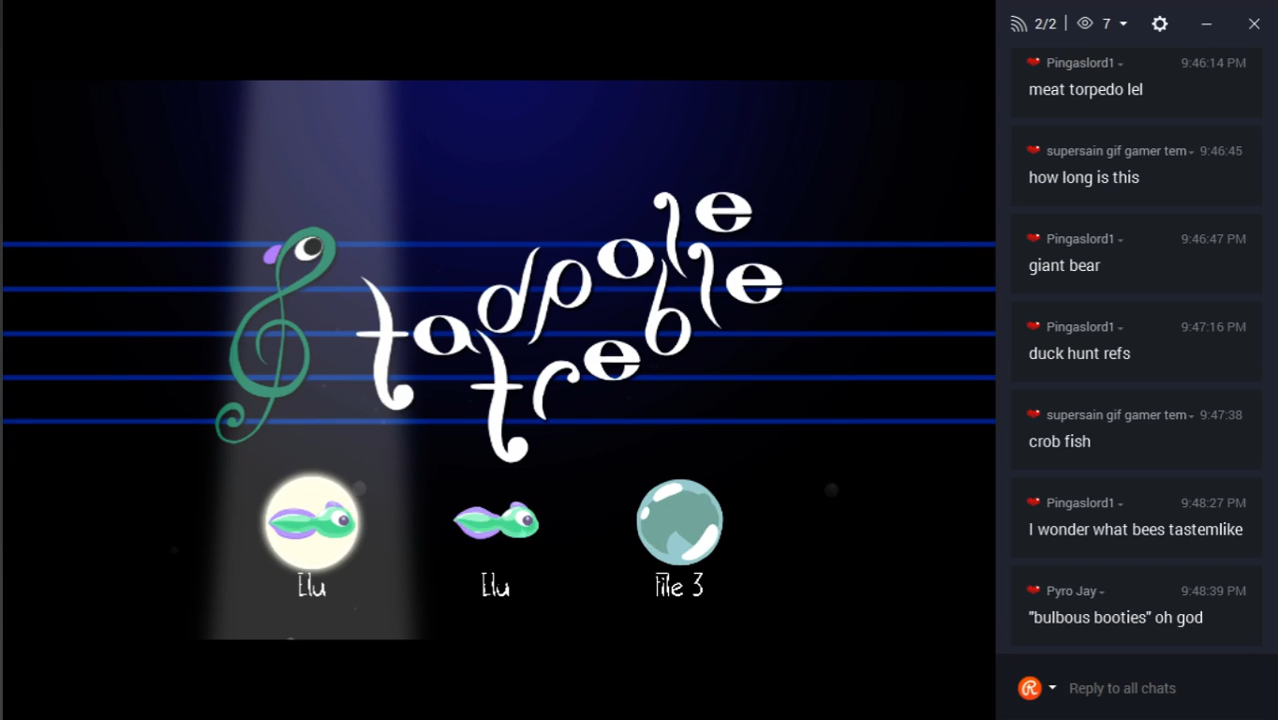 tadpole
treble
Elu
Elu
File 3
2/2
7
Pingaslord1
9:46:14 PM
meat torpedo lel
supersain gif gamer tem
9:46:45
how long is this
Pingaslord1
9:46:47 PM
giant bear
Pingaslord1
9:47:16 PM
duck hunt refs
supersain gif gamer tem
9:47:38
crob fish
Pingaslord1
9:48:27 PM
I wonder what bees tastemlike
Pyro Jay
9:48:39 PM
"bulbous booties" oh god
Reply to all chats